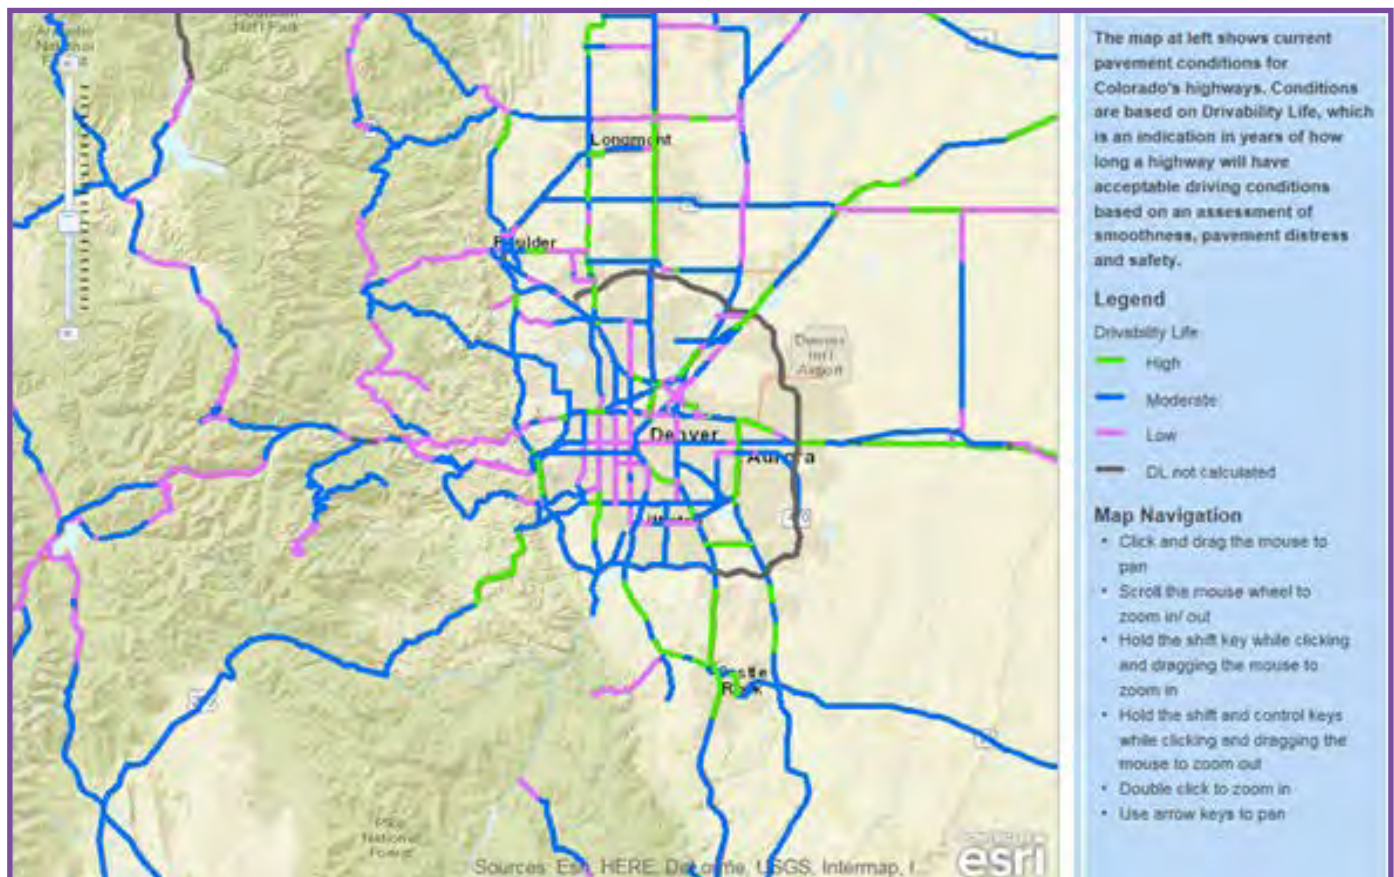 National
Nat'l Park
Longmont
Boulder
Denver
Int'l
Airport
Denver
Aurora
Castle
Rock
Pike
National
Forest
Sources: Esri, HERE, DeLorme, USGS, Intermap, i...
esri
The map at left shows current
pavement conditions for
Colorado's highways. Conditions
are based on Drivability Life, which
is an indication in years of how
long a highway will have
acceptable driving conditions
based on an assessment of
smoothness, pavement distress
and safety.
Legend
Drivability Life
High
Moderate
Low
DL not calculated
Map Navigation
• Click and drag the mouse to
pan
• Scroll the mouse wheel to
zoom in/ out
• Hold the shift key while clicking
and dragging the mouse to
zoom in
• Hold the shift and control keys
while clicking and dragging the
mouse to zoom out
• Double click to zoom in
• Use arrow keys to pan